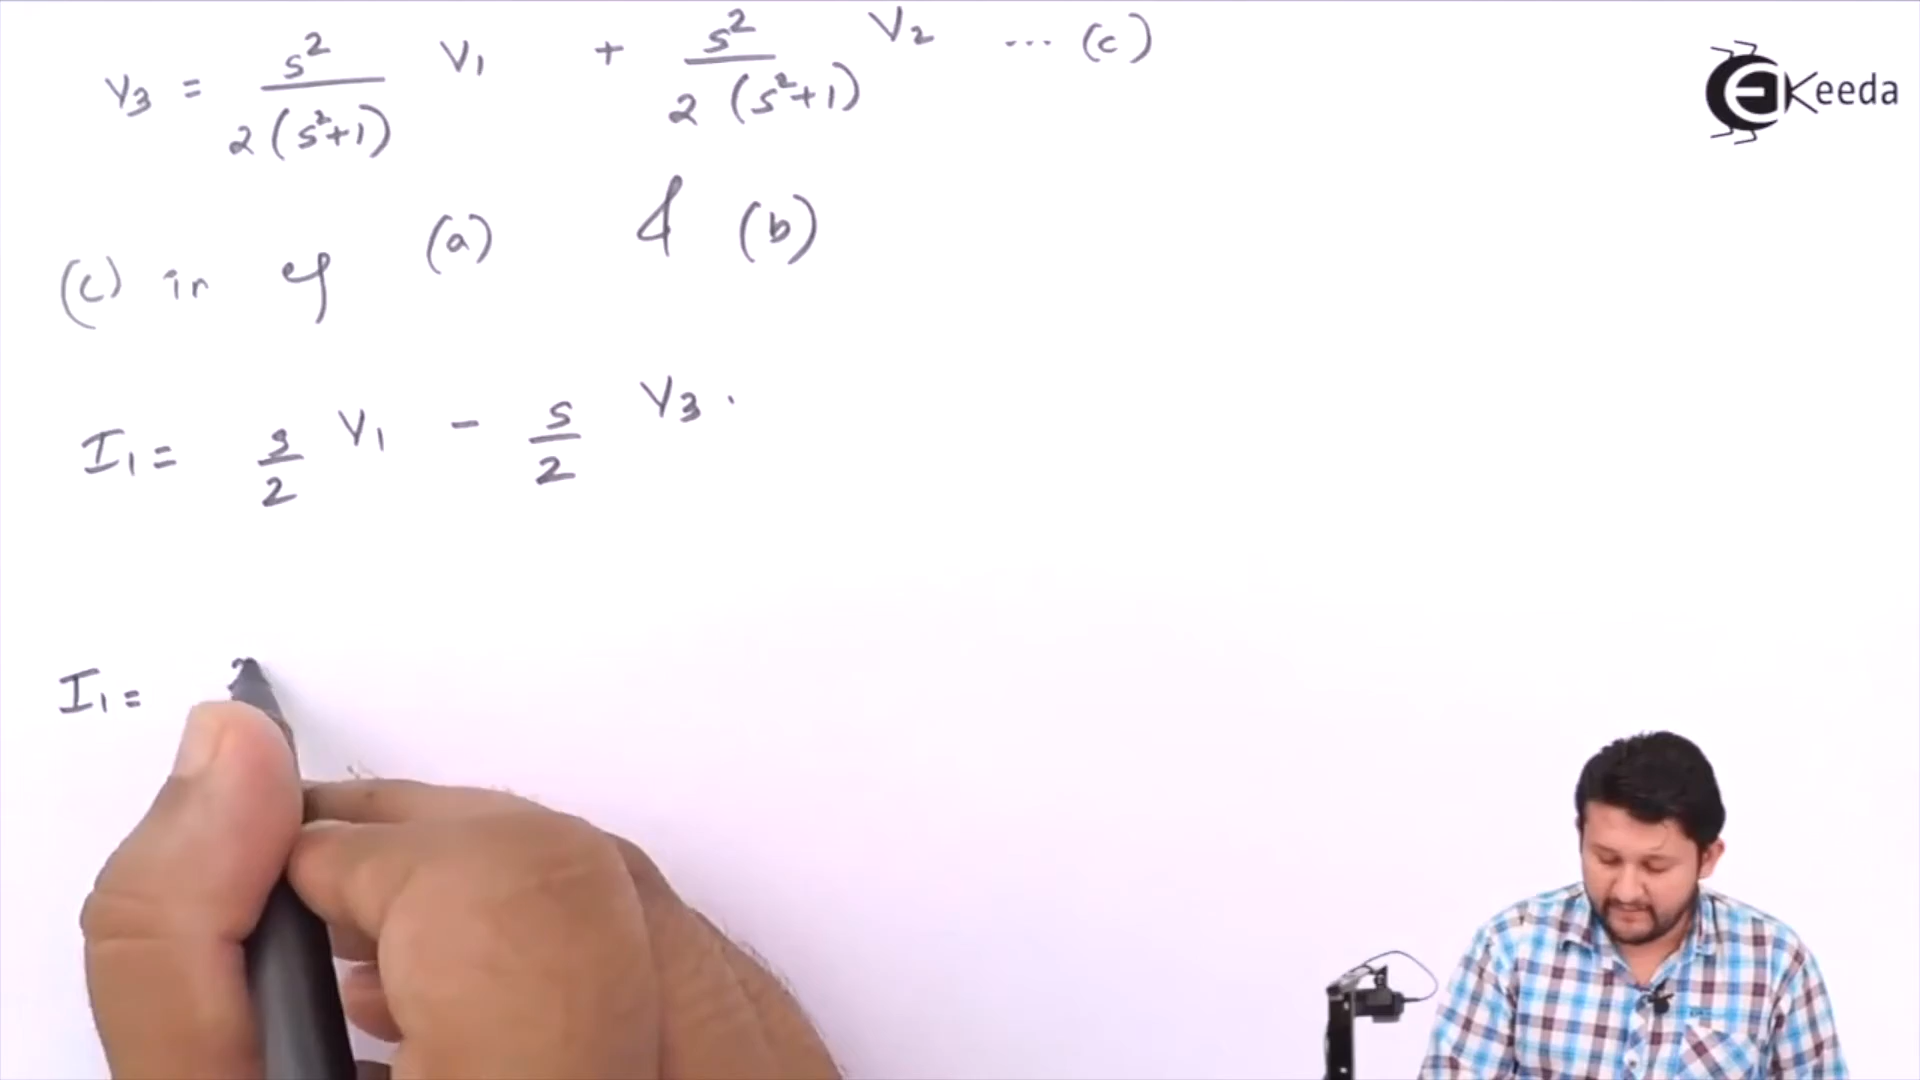 V3 = s²/2(s²+1) V1 + s²/2(s²+1) V2 ... (c)
EKeeda
(c) in eq (a) & (b)
I1 = s/2 V1 - s/2 V3.
I1 =